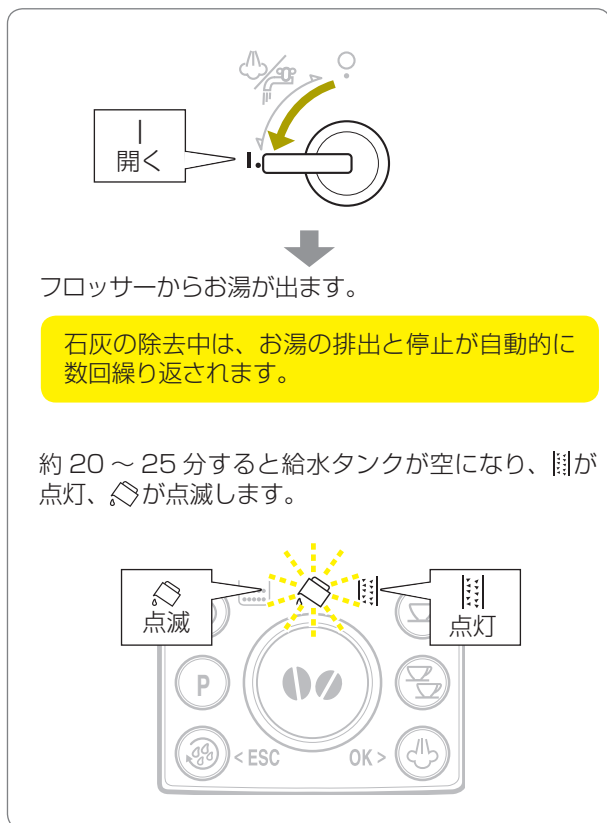 I
開く
I
フロッサーからお湯が出ます。
石灰の除去中は、お湯の排出と停止が自動的に
数回繰り返されます。
約 20 ～ 25 分すると給水タンクが空になり、が
点灯、が点滅します。
点滅
点灯
P
< ESC
OK >